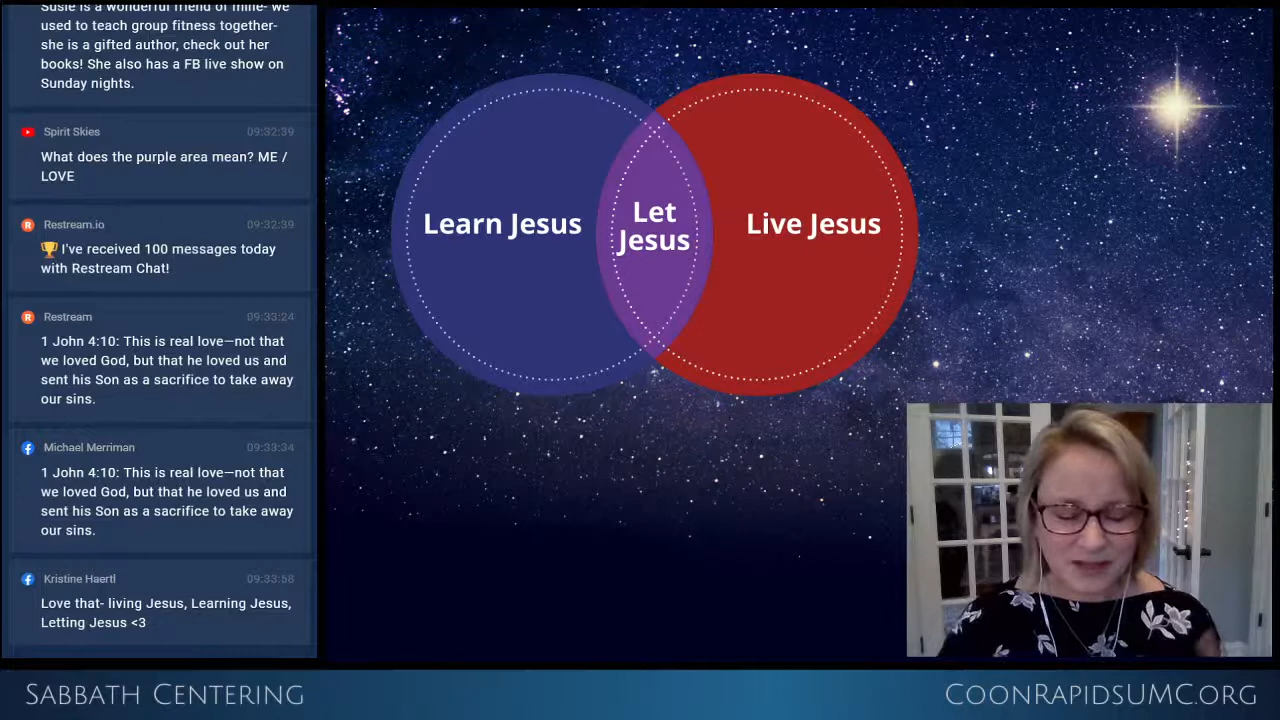 Susie is a wonderful friend of mine- we
used to teach group fitness together-
she is a gifted author, check out her
books! She also has a FB live show on
Sunday nights.
Spirit Skies 09:32:39
What does the purple area mean? ME /
LOVE
Restream.io 09:32:39
🏆 I've received 100 messages today
with Restream Chat!
Restream 09:33:24
1 John 4:10: This is real love—not that
we loved God, but that he loved us and
sent his Son as a sacrifice to take away
our sins.
Michael Merriman 09:33:34
1 John 4:10: This is real love—not that
we loved God, but that he loved us and
sent his Son as a sacrifice to take away
our sins.
Kristine Haertl 09:33:58
Love that- living Jesus, Learning Jesus,
Letting Jesus <3
Learn Jesus
Let
Jesus
Live Jesus
Sabbath Centering
CoonRapidsUMC.org